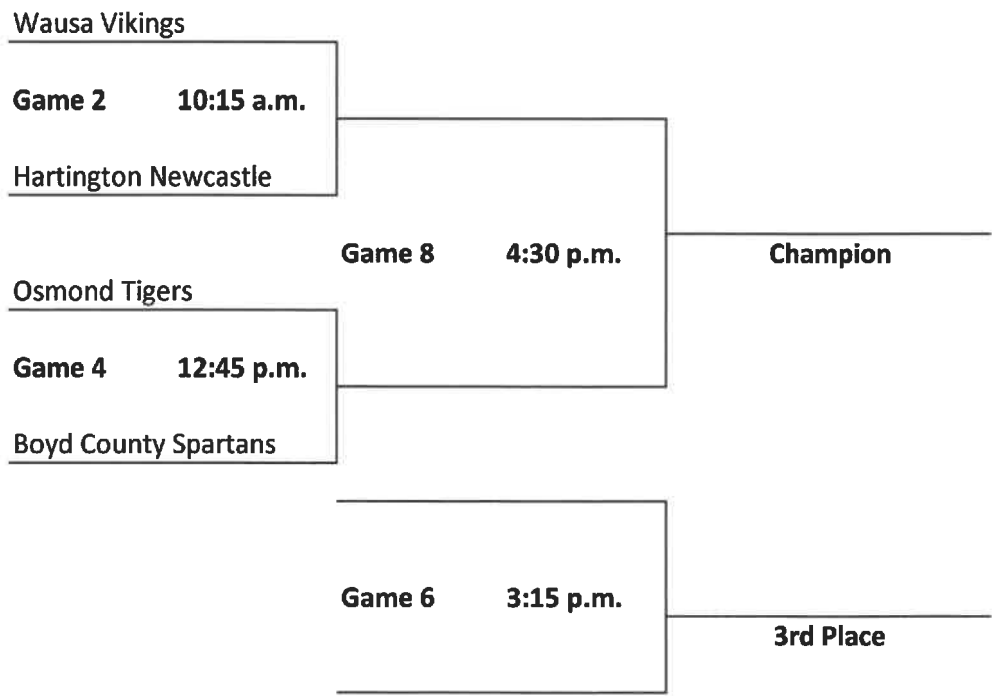 Wausa Vikings
Game 2 10:15 a.m.
Hartington Newcastle
Game 8 4:30 p.m.
Champion
Osmond Tigers
Game 4 12:45 p.m.
Boyd County Spartans
Game 6 3:15 p.m.
3rd Place